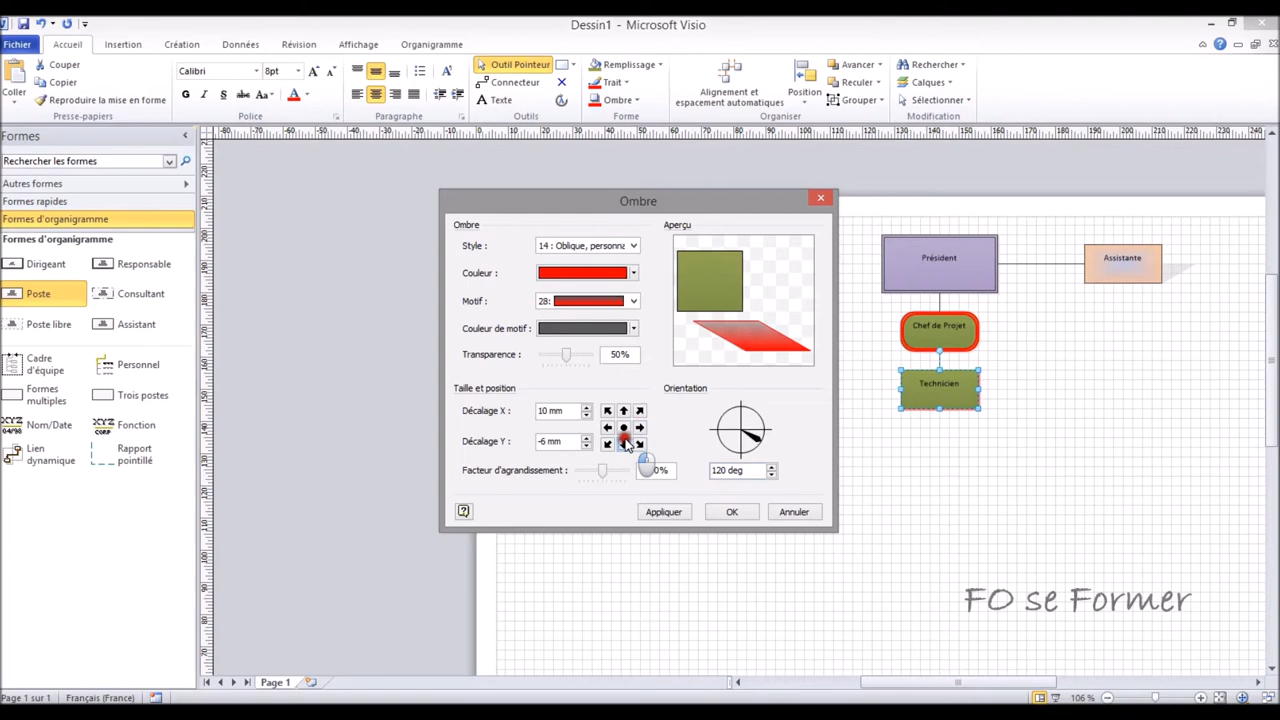 Dessin1 - Microsoft Visio
Fichier Accueil Insertion Création Données Révision Affichage Organigramme
Coller
Couper
Copier
Reproduire la mise en forme
Presse-papiers
Calibri 8pt A A
G I S abc Aa A
Police
Paragraphe
Outil Pointeur
Connecteur
A Texte
Outils
Remplissage
Trait
Ombre
Forme
Alignement et
espacement automatiques
Position
Avancer
Reculer
Grouper
Organiser
Rechercher
Calques
Sélectionner
Modification
Formes
Rechercher les formes
Autres formes
Formes rapides
Formes d'organigramme
Formes d'organigramme
Dirigeant Responsable
Poste Consultant
Poste libre Assistant
Cadre
d'équipe
Personnel
Formes
multiples
Trois postes
Nom/Date Fonction
Lien
dynamique
Rapport
pointillé
Ombre
Ombre
Style : 14 : Oblique, personna
Couleur :
Motif : 28:
Couleur de motif :
Transparence : 50%
Aperçu
Taille et position
Décalage X : 10 mm
Décalage Y : -6 mm
Facteur d'agrandissement : 0%
Orientation
120 deg
Appliquer OK Annuler
Président
Assistante
Chef de Projet
Technicien
FO se Former
Page 1
Page 1 sur 1 Français (France) 106 %